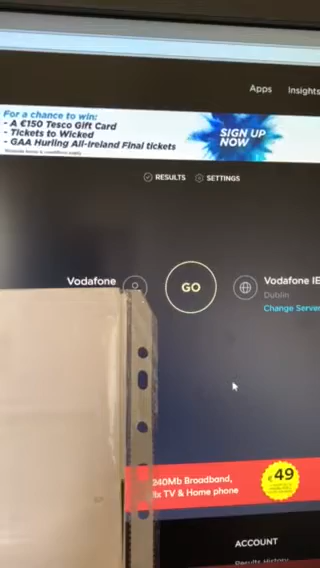 Apps Insights
For a chance to win:
- A €150 Tesco Gift Card
- Tickets to Wicked
- GAA Hurling All-Ireland Final tickets
SIGN UP
NOW
RESULTS SETTINGS
Vodafone
GO
Vodafone IE
Dublin
Change Server
240Mb Broadband,
TV & Home phone
€49
ACCOUNT
Results History